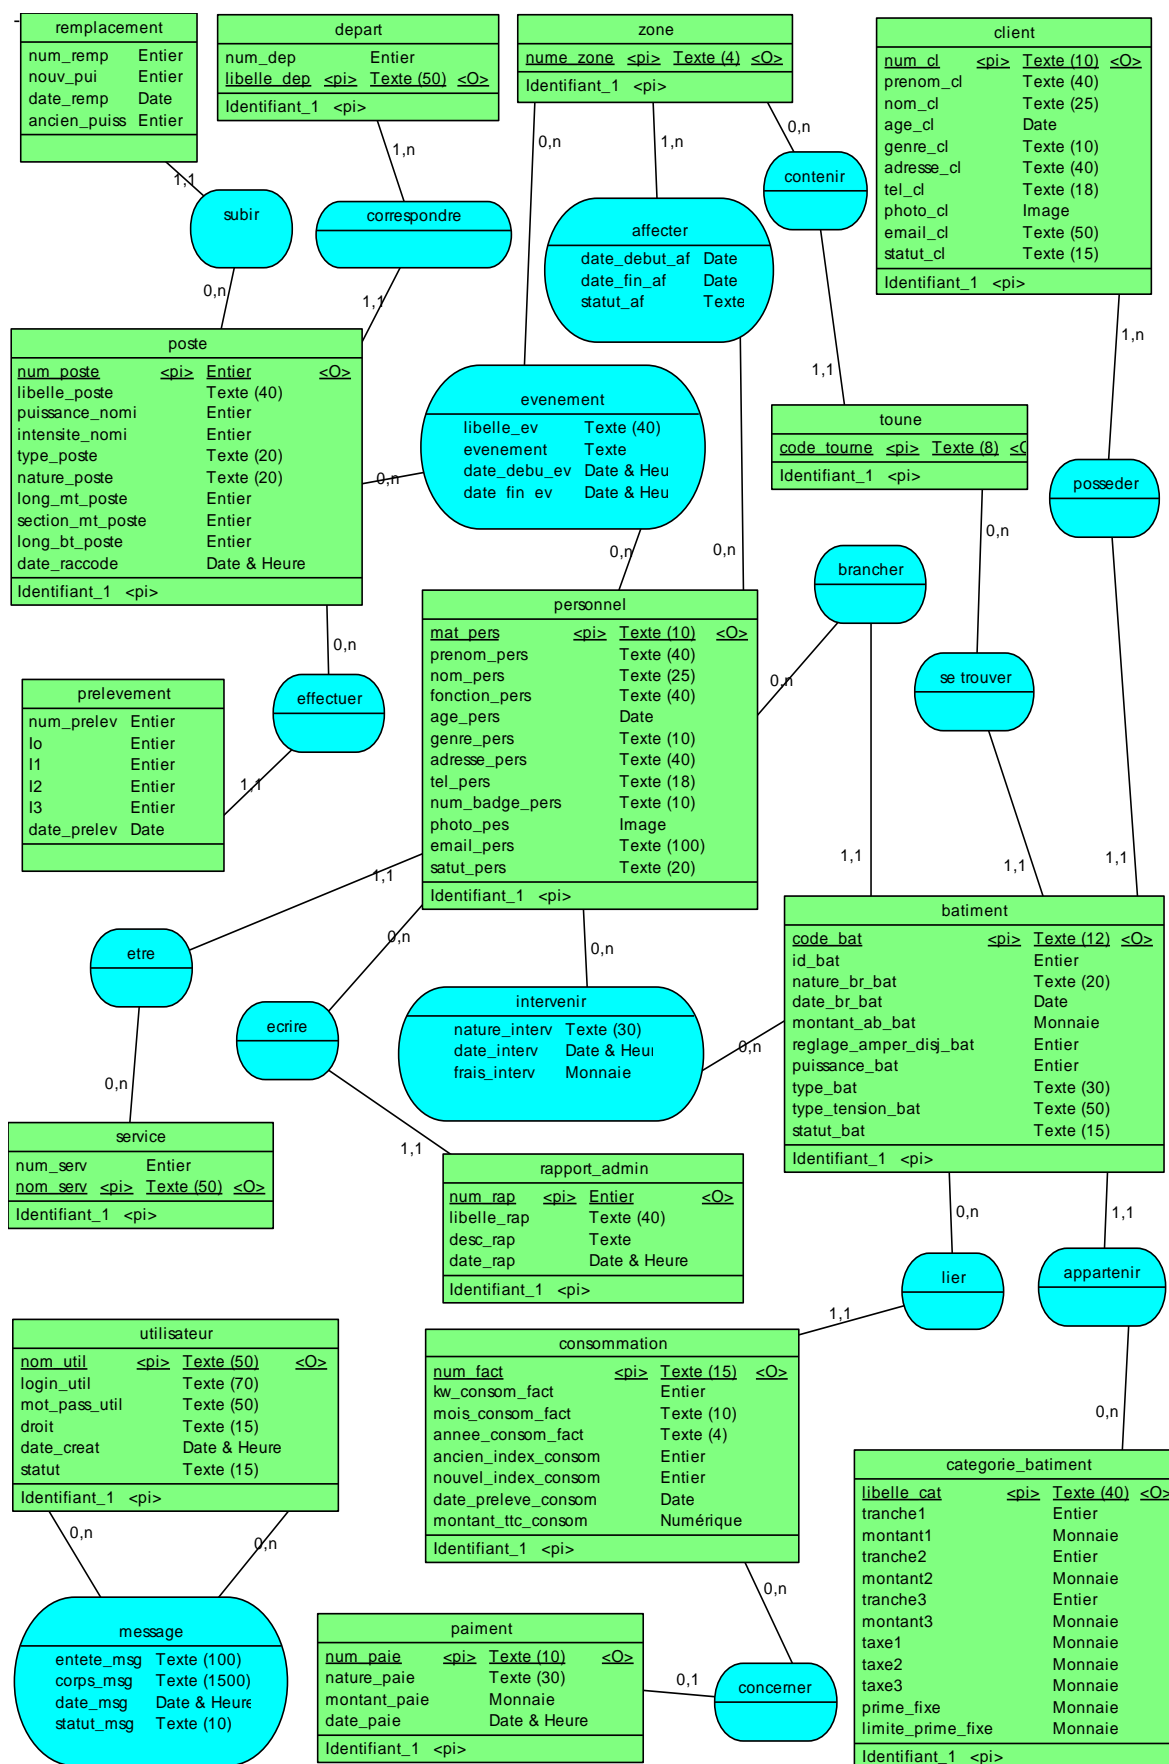 remplacement
num_remp Entier
nouv_pui Entier
date_remp Date
ancien_puiss Entier
depart
num_dep Entier
libelle_dep <pi> Texte (50) <O>
Identifiant_1 <pi>
zone
nume_zone <pi> Texte (4) <O>
Identifiant_1 <pi>
client
num_cl <pi> Texte (10) <O>
prenom_cl Texte (40)
nom_cl Texte (25)
age_cl Date
genre_cl Texte (10)
adresse_cl Texte (40)
tel_cl Texte (18)
photo_cl Image
email_cl Texte (50)
statut_cl Texte (15)
Identifiant_1 <pi>
1,1
1,n
0,n
1,n
0,n
subir
correspondre
contenir
affecter
date_debut_af Date
date_fin_af Date
statut_af Texte
0,n
1,1
1,1
1,n
poste
num_poste <pi> Entier <O>
libelle_poste Texte (40)
puissance_nomi Entier
intensite_nomi Entier
type_poste Texte (20)
nature_poste Texte (20)
long_mt_poste Entier
section_mt_poste Entier
long_bt_poste Entier
date_raccode Date & Heure
Identifiant_1 <pi>
evenement
libelle_ev Texte (40)
evenement Texte
date_debu_ev Date & Heu
date_fin_ev Date & Heu
0,n
0,n
0,n
toune
code_tourne <pi> Texte (8) <O
Identifiant_1 <pi>
posseder
0,n
brancher
0,n
effectuer
prelevement
num_prelev Entier
Io Entier
I1 Entier
I2 Entier
I3 Entier
date_prelev Date
1,1
personnel
mat_pers <pi> Texte (10) <O>
prenom_pers Texte (40)
nom_pers Texte (25)
fonction_pers Texte (40)
age_pers Date
genre_pers Texte (10)
adresse_pers Texte (40)
tel_pers Texte (18)
num_badge_pers Texte (10)
photo_pes Image
email_pers Texte (100)
satut_pers Texte (20)
Identifiant_1 <pi>
0,n
se trouver
1,1
1,1
1,1
1,1
0,n
0,n
etre
ecrire
intervenir
nature_interv Texte (30)
date_interv Date & Heu
frais_interv Monnaie
0,n
batiment
code_bat <pi> Texte (12) <O>
id_bat Entier
nature_br_bat Texte (20)
date_br_bat Date
montant_ab_bat Monnaie
reglage_amper_disj_bat Entier
puissance_bat Entier
type_bat Texte (30)
type_tension_bat Texte (50)
statut_bat Texte (15)
Identifiant_1 <pi>
0,n
service
num_serv Entier
nom_serv <pi> Texte (50) <O>
Identifiant_1 <pi>
1,1
rapport_admin
num_rap <pi> Entier <O>
libelle_rap Texte (40)
desc_rap Texte
date_rap Date & Heure
Identifiant_1 <pi>
0,n
1,1
lier
appartenir
1,1
0,n
utilisateur
nom_util <pi> Texte (50) <O>
login_util Texte (70)
mot_pass_util Texte (50)
droit Texte (15)
date_creat Date & Heure
statut Texte (15)
Identifiant_1 <pi>
consommation
num_fact <pi> Texte (15) <O>
kw_consom_fact Entier
mois_consom_fact Texte (10)
annee_consom_fact Texte (4)
ancien_index_consom Entier
nouvel_index_consom Entier
date_preleve_consom Date
montant_ttc_consom Numérique
Identifiant_1 <pi>
categorie_batiment
libelle_cat <pi> Texte (40) <O>
tranche1 Entier
montant1 Monnaie
tranche2 Entier
montant2 Monnaie
tranche3 Entier
montant3 Monnaie
taxe1 Monnaie
taxe2 Monnaie
taxe3 Monnaie
prime_fixe Monnaie
limite_prime_fixe Monnaie
Identifiant_1 <pi>
0,n
0,n
message
entete_msg Texte (100)
corps_msg Texte (1500)
date_msg Date & Heure
statut_msg Texte (10)
paiment
num_paie <pi> Texte (10) <O>
nature_paie Texte (30)
montant_paie Monnaie
date_paie Date & Heure
Identifiant_1 <pi>
0,n
0,1
concerner